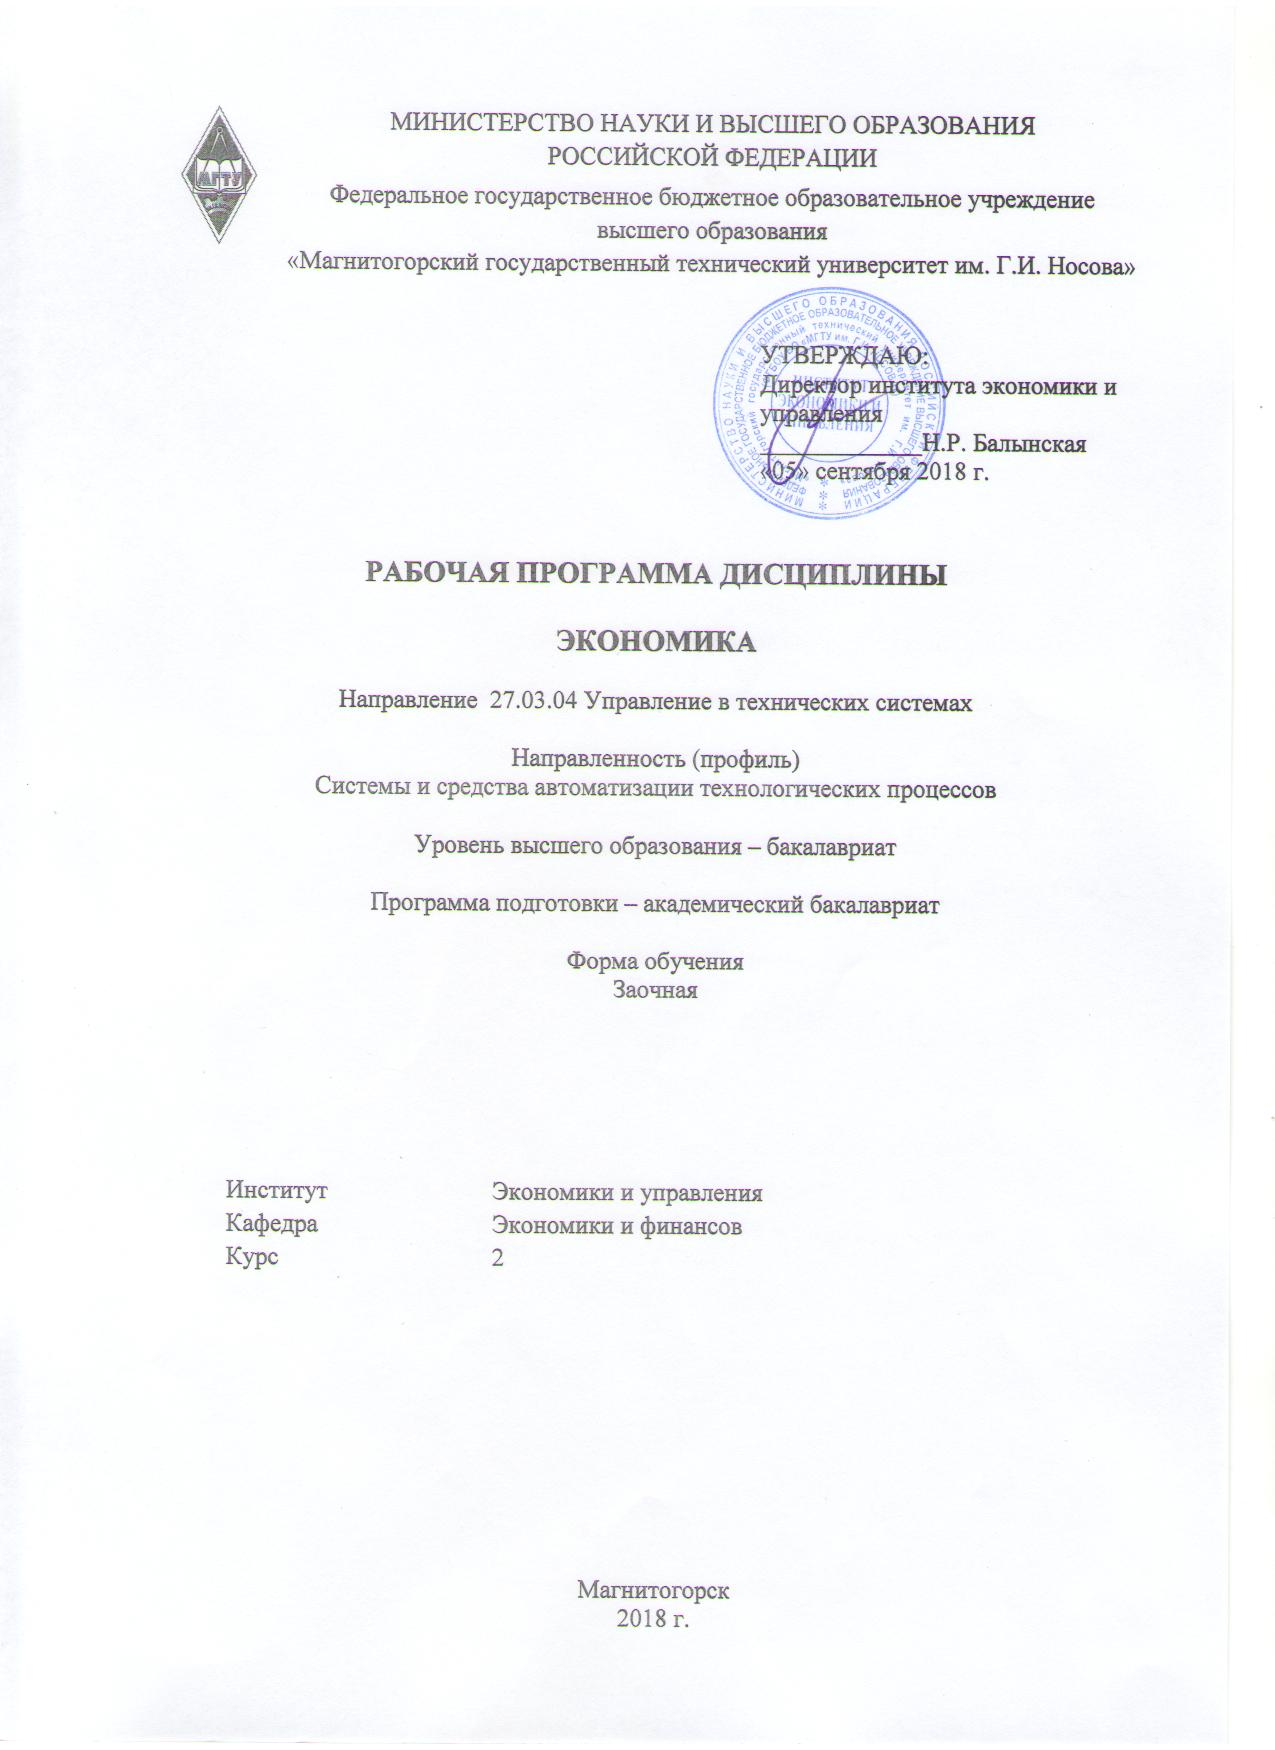 МИНИСТЕРСТВО НАУКИ И ВЫСШЕГО ОБРАЗОВАНИЯ
РОССИЙСКОЙ ФЕДЕРАЦИИ
Федеральное государственное бюджетное образовательное учреждение
высшего образования
«Магнитогорский государственный технический университет им. Г.И. Носова»
МГТУ
УТВЕРЖДАЮ:
Директор института экономики и
управления
_____________Н.Р. Балынская
«05» сентября 2018 г.
РАБОЧАЯ ПРОГРАММА ДИСЦИПЛИНЫ
ЭКОНОМИКА
Направление 27.03.04 Управление в технических системах
Направленность (профиль)
Системы и средства автоматизации технологических процессов
Уровень высшего образования – бакалавриат
Программа подготовки – академический бакалавриат
Форма обучения
Заочная
Институт Экономики и управления
Кафедра Экономики и финансов
Курс 2
Магнитогорск
2018 г.